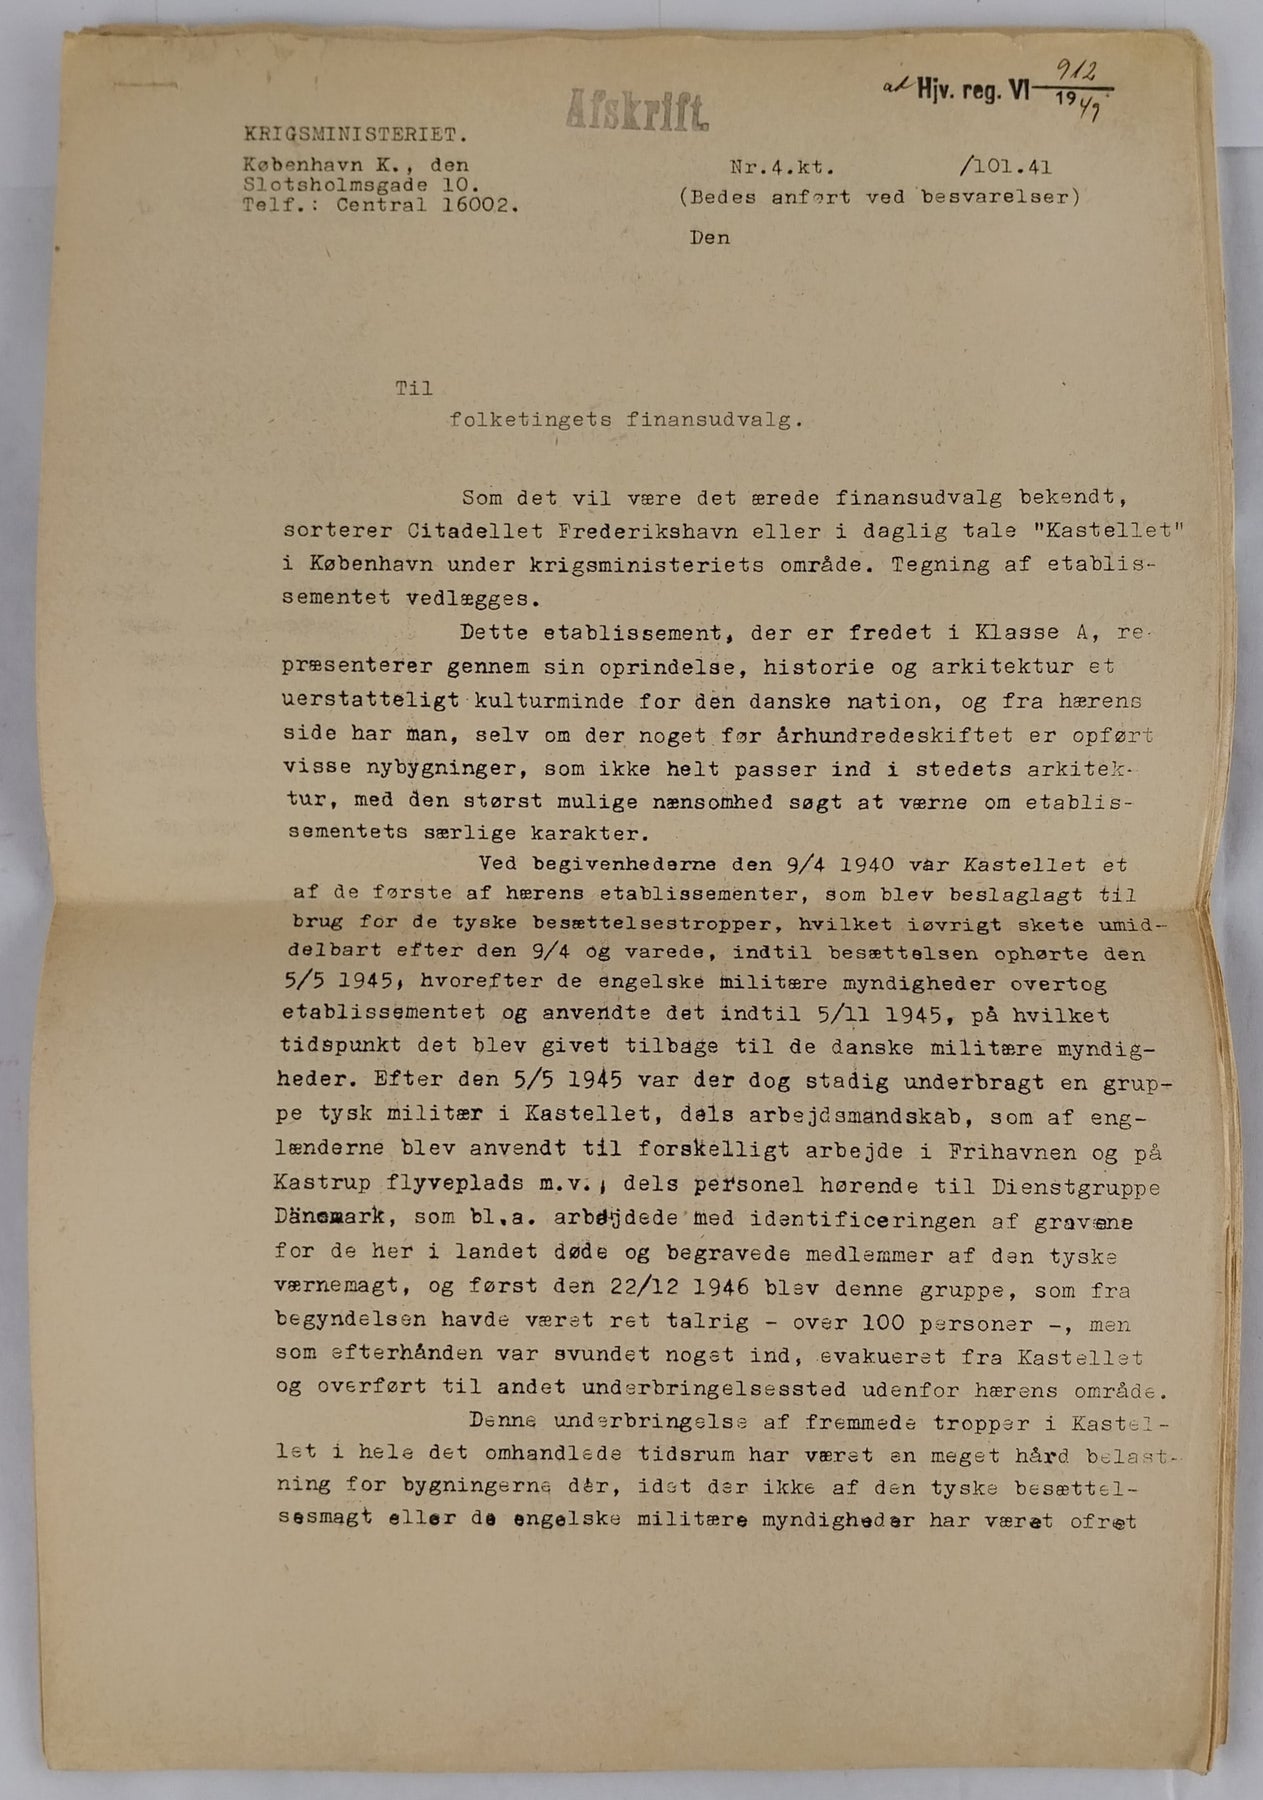 ad Hjv. reg. VI 912/1949
Afskrift.
KRIGSMINISTERIET.
København K., den
Slotsholmsgade 10.
Telf.: Central 16002.
Nr.4.kt. /101.41
(Bedes anført ved besvarelser)
Den
Til
folketingets finansudvalg.
Som det vil være det ærede finansudvalg bekendt,
sorterer Citadellet Frederikshavn eller i daglig tale "Kastellet"
i København under krigsministeriets område. Tegning af etablis-
sementet vedlægges.
Dette etablissement, der er fredet i Klasse A, re-
præsenterer gennem sin oprindelse, historie og arkitektur et
uerstatteligt kulturminde for den danske nation, og fra hærens
side har man, selv om der noget før århundredeskiftet er opført
visse nybygninger, som ikke helt passer ind i stedets arkitek-
tur, med den størst mulige nænsomhed søgt at værne om etablis-
sementets særlige karakter.
Ved begivenhederne den 9/4 1940 var Kastellet et
af de første af hærens etablissementer, som blev beslaglagt til
brug for de tyske besættelsestropper, hvilket iøvrigt skete umid-
delbart efter den 9/4 og varede, indtil besættelsen ophørte den
5/5 1945, hvorefter de engelske militære myndigheder overtog
etablissementet og anvendte det indtil 5/11 1945, på hvilket
tidspunkt det blev givet tilbage til de danske militære myndig-
heder. Efter den 5/5 1945 var der dog stadig underbragt en grup-
pe tysk militær i Kastellet, dels arbejdsmandskab, som af eng-
lænderne blev anvendt til forskelligt arbejde i Frihavnen og på
Kastrup flyveplads m.v., dels personel hørende til Dienstgruppe
Dänemark, som bl.a. arbejdede med identificeringen af gravene
for de her i landet døde og begravede medlemmer af den tyske
værnemagt, og først den 22/12 1946 blev denne gruppe, som fra
begyndelsen havde været ret talrig - over 100 personer -, men
som efterhånden var svundet noget ind, evakueret fra Kastellet
og overført til andet underbringelsessted udenfor hærens område.
Denne underbringelse af fremmede tropper i Kastel-
let i hele det omhandlede tidsrum har været en meget hård belast-
ning for bygningerne dér, idet der ikke af den tyske besættel-
sesmagt eller de engelske militære myndigheder har været ofret